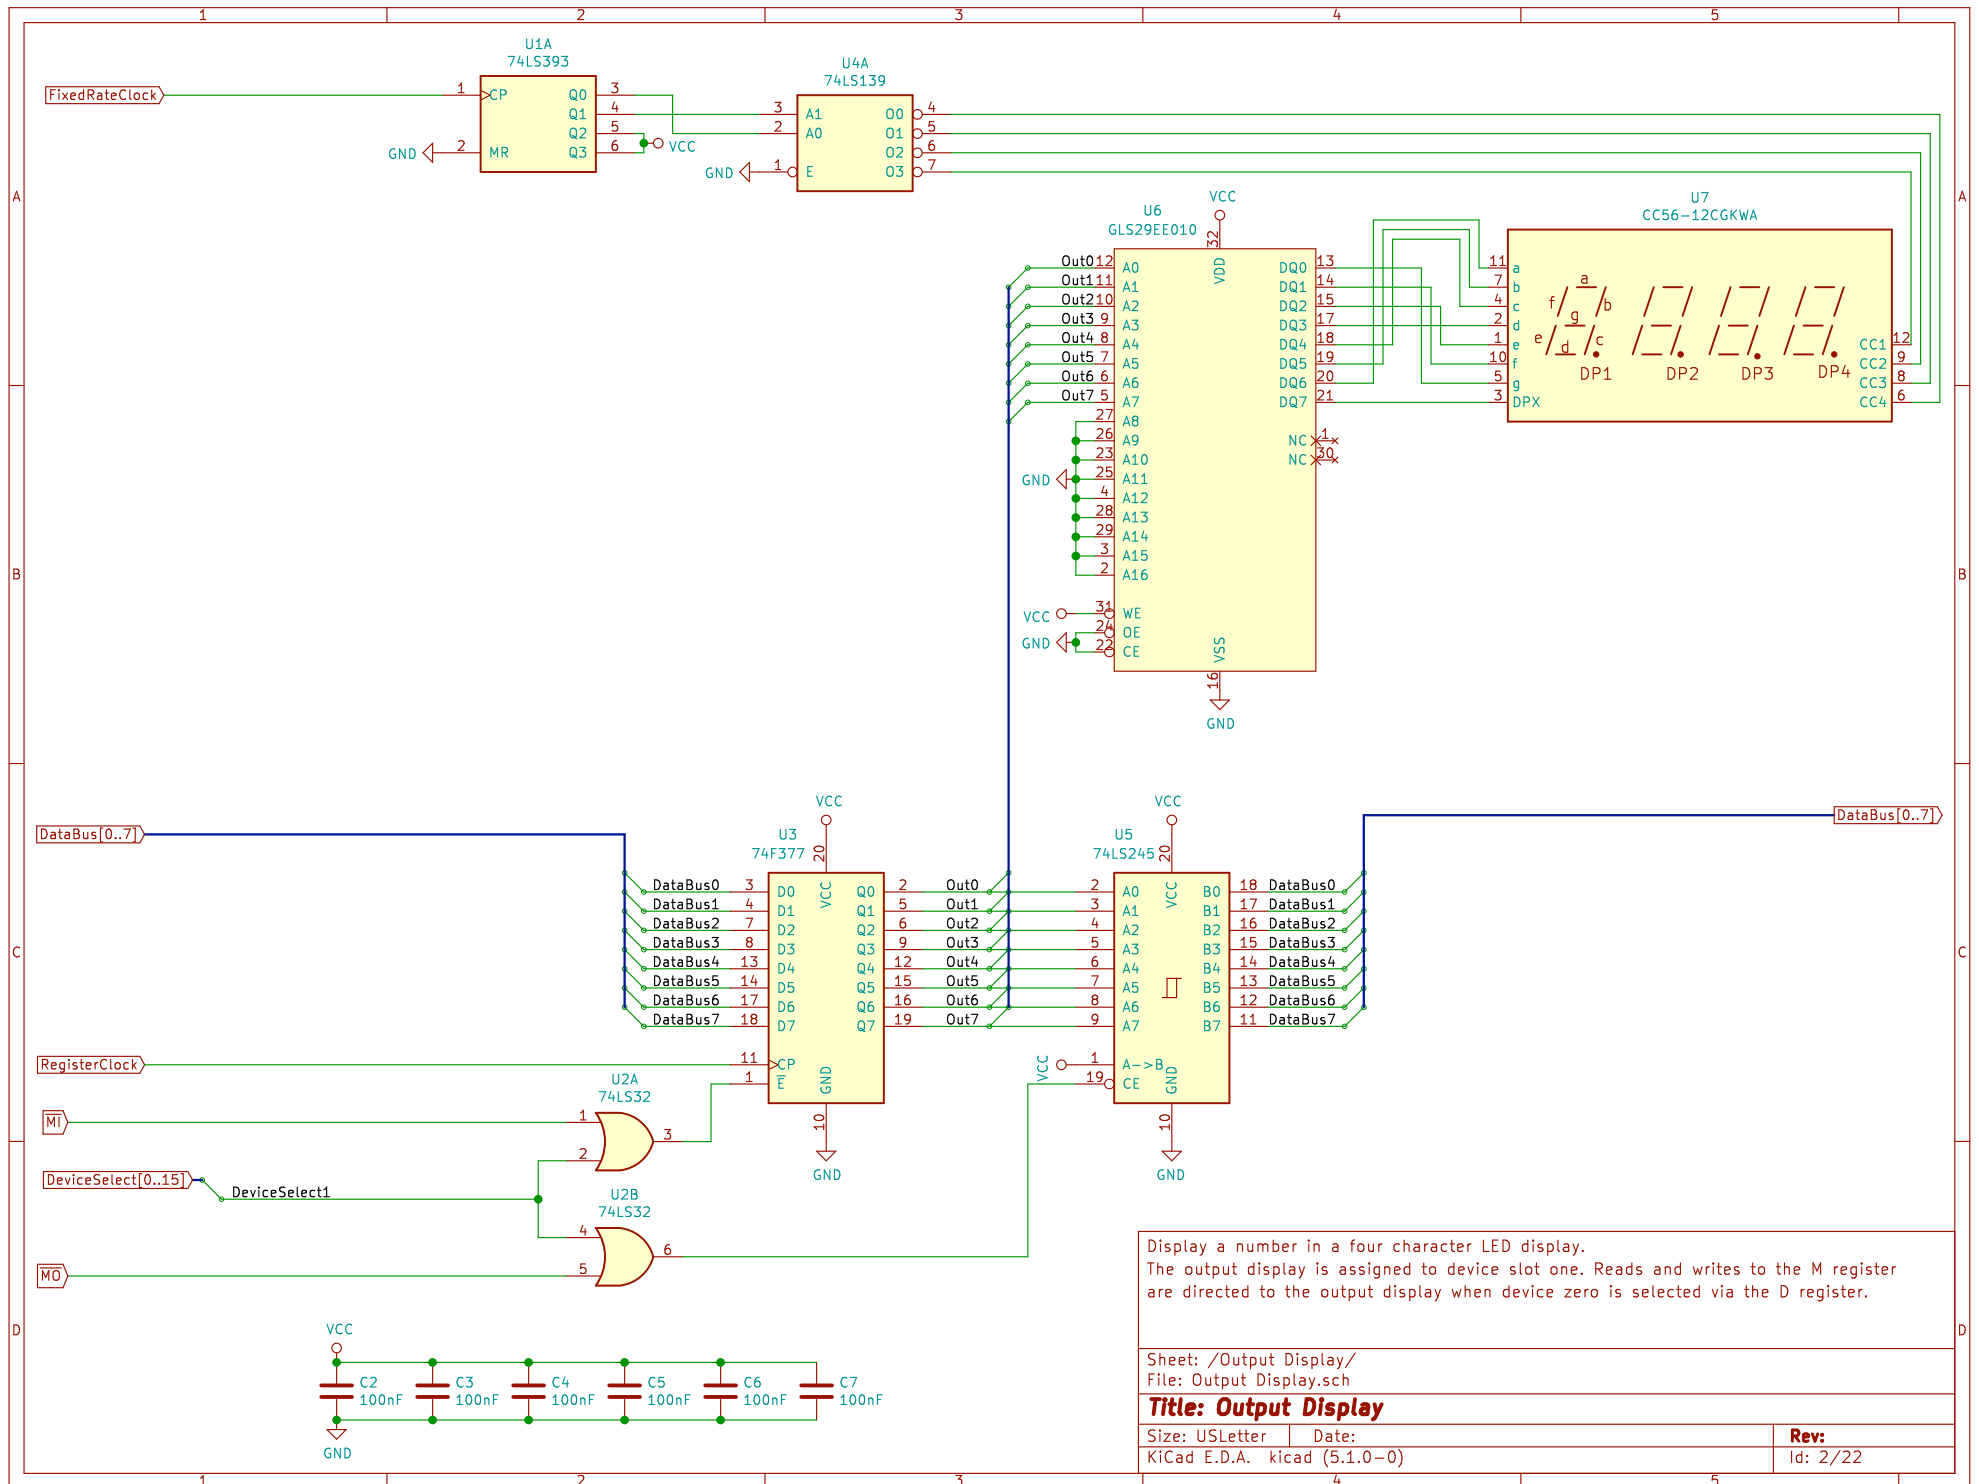 1 2 3 4 5
A
B
C
D
A
B
C
D
1 2 3 4 5
FixedRateClock
U1A
74LS393
1 CP Q0 3
Q1 4
Q2 5
GND 2 MR Q3 6
VCC
U4A
74LS139
3 A1 O0 4
2 A0 O1 5
O2 6
GND 1 E O3 7
U6
GLS29EE010
VCC
32
VDD
Out0 12 A0 DQ0 13
Out1 11 A1 DQ1 14
Out2 10 A2 DQ2 15
Out3 9 A3 DQ3 17
Out4 8 A4 DQ4 18
Out5 7 A5 DQ5 19
Out6 6 A6 DQ6 20
Out7 5 A7 DQ7 21
27 A8
26 A9 NC 1
23 A10 NC 30
GND 25 A11
4 A12
28 A13
29 A14
3 A15
2 A16
VCC 31 WE
24 OE
GND
22 CE
VSS
16
GND
U7
CC56-12CGKWA
11 a
7 b
4 c
2 d
1 e
10 f
5 g
3 DPX
a
f b
g
e c
d
DP1 DP2 DP3 DP4
CC1 12
CC2 9
CC3 8
CC4 6
DataBus[0..7]
DataBus[0..7]
U3
74F377
VCC
20
VCC
DataBus0 3 D0 Q0 2 Out0
DataBus1 4 D1 Q1 5 Out1
DataBus2 7 D2 Q2 6 Out2
DataBus3 8 D3 Q3 9 Out3
DataBus4 13 D4 Q4 12 Out4
DataBus5 14 D5 Q5 15 Out5
DataBus6 17 D6 Q6 16 Out6
DataBus7 18 D7 Q7 19 Out7
RegisterClock
11 CP
1 E
GND
10
GND
U5
74LS245
VCC
20
VCC
2 A0 B0 18 DataBus0
3 A1 B1 17 DataBus1
4 A2 B2 16 DataBus2
5 A3 B3 15 DataBus3
6 A4 B4 14 DataBus4
7 A5 B5 13 DataBus5
8 A6 B6 12 DataBus6
9 A7 B7 11 DataBus7
VCC 1 A->B
19 CE
GND
10
GND
U2A
74LS32
MI
1
2
3
DeviceSelect[0..15]
DeviceSelect1
U2B
74LS32
4
5
6
MO
VCC
C2
100nF
C3
100nF
C4
100nF
C5
100nF
C6
100nF
C7
100nF
GND
Display a number in a four character LED display.
The output display is assigned to device slot one. Reads and writes to the M register
are directed to the output display when device zero is selected via the D register.
Sheet: /Output Display/
File: Output Display.sch
Title: Output Display
Size: USLetter Date: Rev:
KiCad E.D.A. kicad (5.1.0-0) Id: 2/22